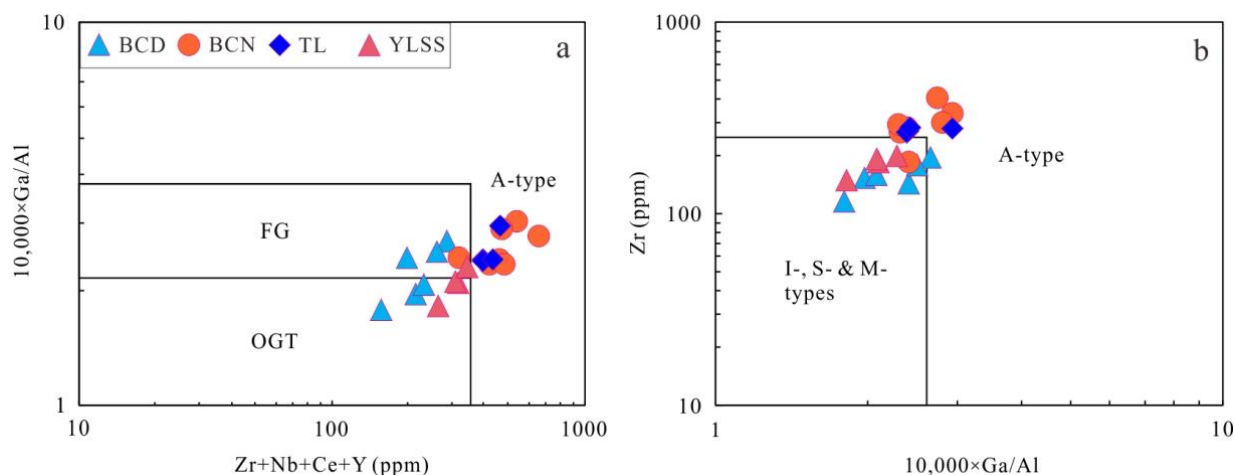 10
BCD BCN TL YLSS
a
A-type
FG
OGT
10,000×Ga/Al
1
10 100 1000
Zr+Nb+Ce+Y (ppm)
1000
b
A-type
100
I-, S- & M-
types
Zr (ppm)
10
1 10
10,000×Ga/Al